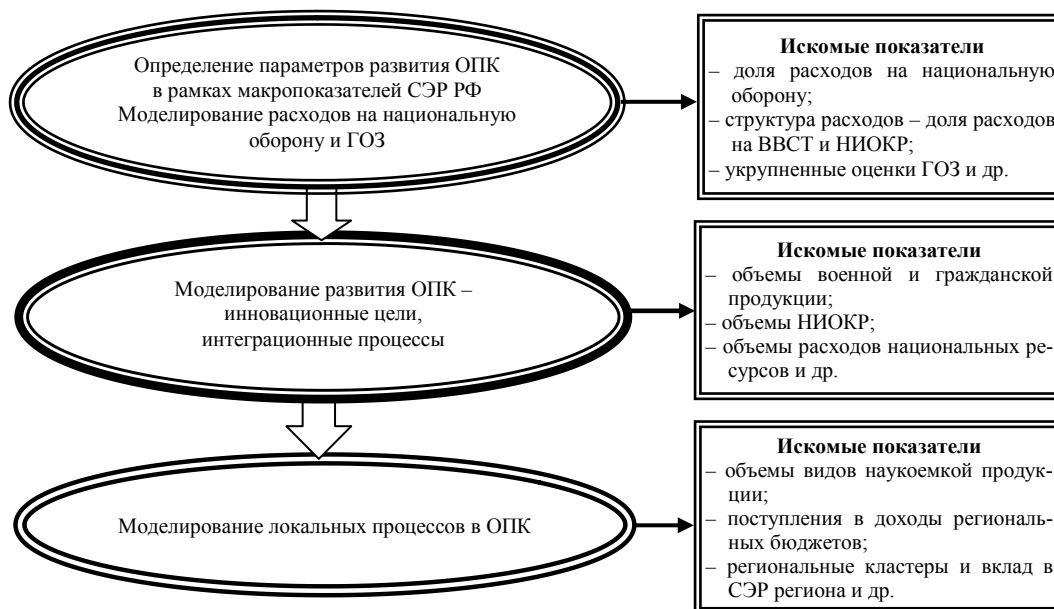 Определение параметров развития ОПК
в рамках макропоказателей СЭР РФ
Моделирование расходов на национальную
оборону и ГОЗ
Искомые показатели
– доля расходов на национальную
оборону;
– структура расходов – доля расходов
на ВВСТ и НИОКР;
– укрупненные оценки ГОЗ и др.
Моделирование развития ОПК –
инновационные цели,
интеграционные процессы
Искомые показатели
– объемы военной и гражданской
продукции;
– объемы НИОКР;
– объемы расходов национальных ре-
сурсов и др.
Моделирование локальных процессов в ОПК
Искомые показатели
– объемы видов наукоемкой продук-
ции;
– поступления в доходы региональ-
ных бюджетов;
– региональные кластеры и вклад в
СЭР региона и др.